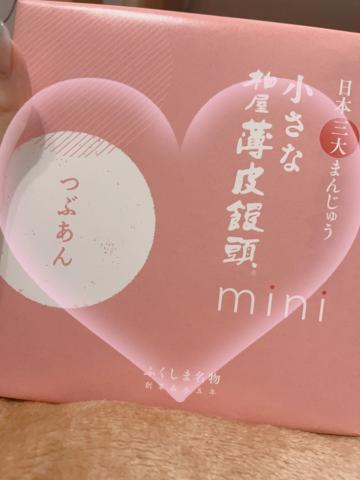 日本三大まんじゅう
小さな
柏屋薄皮饅頭
mini
つぶあん
ふくしま名物